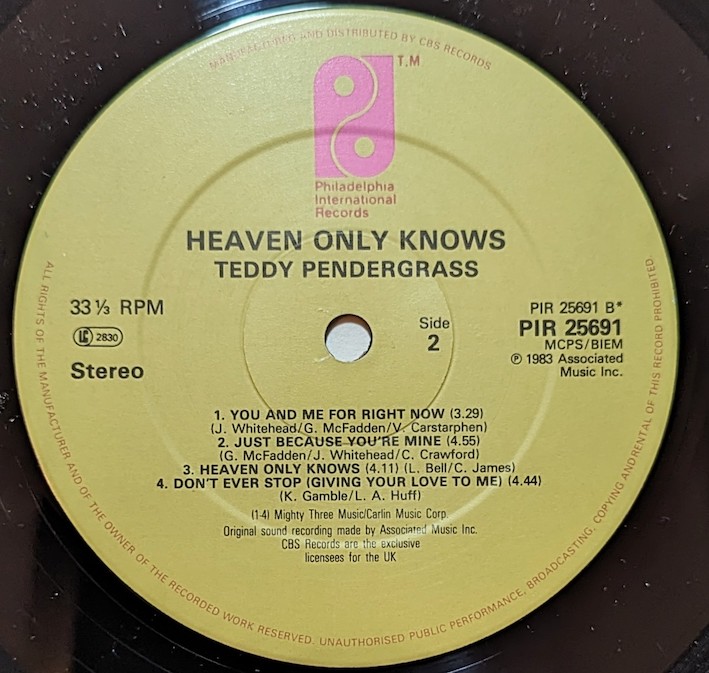 MANUFACTURED AND DISTRIBUTED BY CBS RECORDS
T.M
Philadelphia
International
Records
HEAVEN ONLY KNOWS
TEDDY PENDERGRASS
33 ⅓ RPM
LC 2830
Stereo
Side
2
PIR 25691 B*
PIR 25691
MCPS/BIEM
℗ 1983 Associated
Music Inc.
1. YOU AND ME FOR RIGHT NOW (3.29)
(J. Whitehead/G. McFadden/V. Carstarphen)
2. JUST BECAUSE YOU'RE MINE (4.55)
(G. McFadden/J. Whitehead/C. Crawford)
3. HEAVEN ONLY KNOWS (4.11) (L. Bell/C. James)
4. DON'T EVER STOP (GIVING YOUR LOVE TO ME) (4.44)
(K. Gamble/L. A. Huff)
(1-4) Mighty Three Music/Carlin Music Corp.
Original sound recording made by Associated Music Inc.
CBS Records are the exclusive
licensees for the UK
ALL RIGHTS OF THE MANUFACTURER AND OF THE OWNER OF THE RECORDED WORK RESERVED. UNAUTHORISED PUBLIC PERFORMANCE, BROADCASTING, COPYING AND RENTAL OF THIS RECORD PROHIBITED.